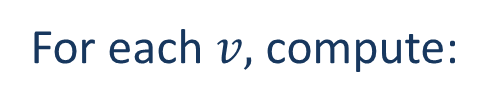 For each 𝑣, compute: